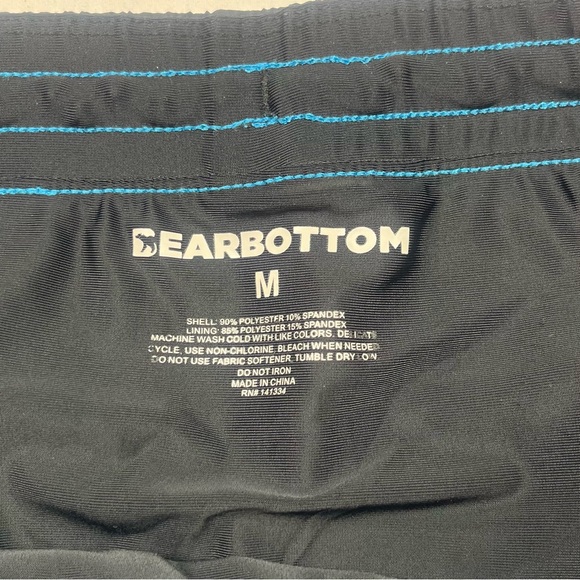 BEARBOTTOM
M
SHELL: 90% POLYESTER 10% SPANDEX
LINING: 85% POLYESTER 15% SPANDEX
MACHINE WASH COLD WITH LIKE COLORS. DELICATE
CYCLE, USE NON-CHLORINE, BLEACH WHEN NEEDED
DO NOT USE FABRIC SOFTENER, TUMBLE DRY LOW
DO NOT IRON
MADE IN CHINA
RN# 141334